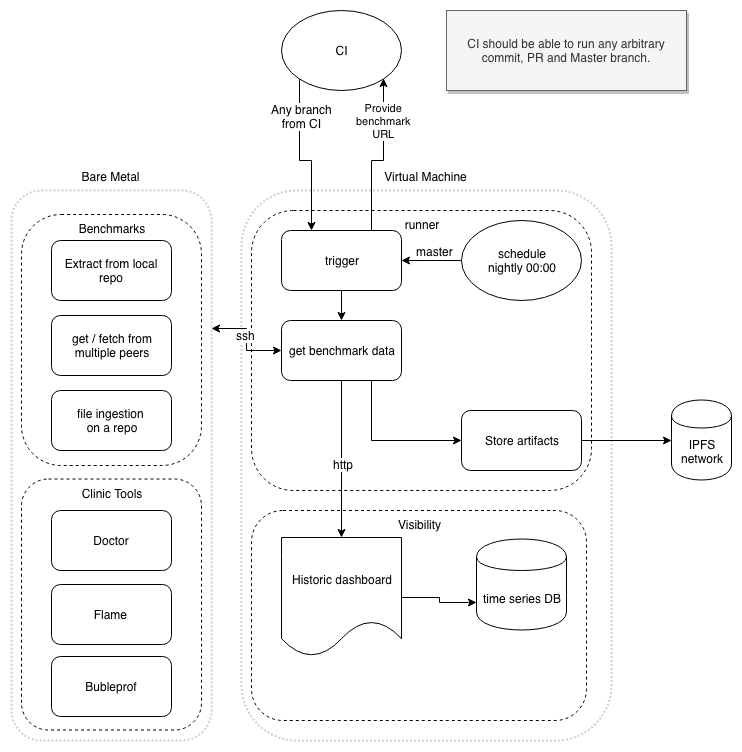 CI
CI should be able to run any arbitrary
commit, PR and Master branch.
Any branch
from CI
Provide
benchmark
URL
Bare Metal
Virtual Machine
Benchmarks
Extract from local
repo
get / fetch from
multiple peers
file ingestion
on a repo
Clinic Tools
Doctor
Flame
Bubleprof
runner
trigger
master
schedule
nightly 00:00
ssh
get benchmark data
Store artifacts
IPFS
network
http
Visibility
Historic dashboard
time series DB